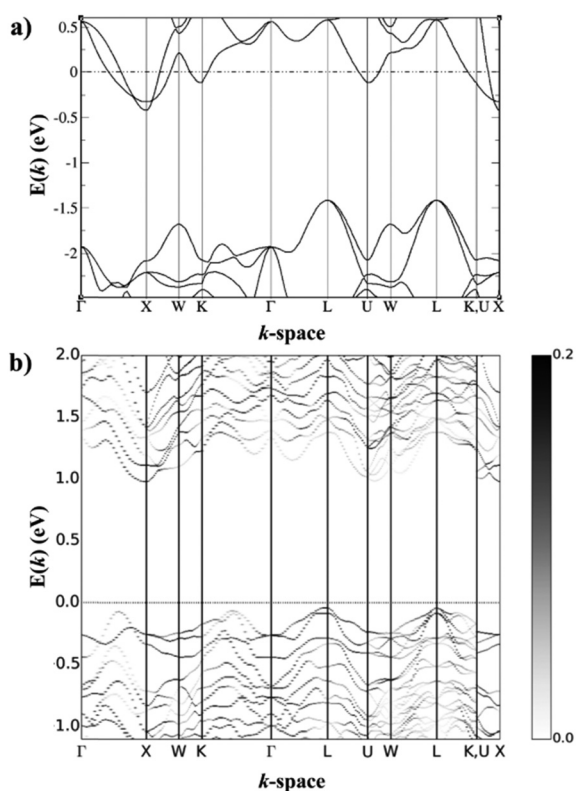 a)
0.5
0
-0.5
-1
-1.5
-2
E(k) (eV)
Γ X W K Γ L U W L K,U X
k-space
b)
2.0
1.5
1.0
0.5
0.0
0.5
1.0
E(k) (eV)
Γ X W K Γ L U W L K,U X
k-space
0.2
0.0